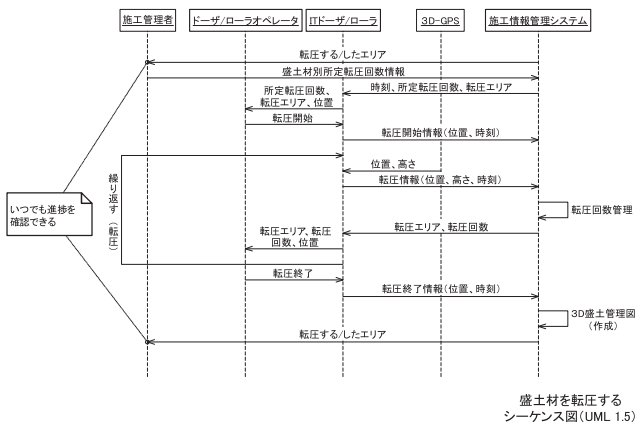 施工管理者
ドーザ/ローラオペレータ
ITドーザ/ローラ
3D-GPS
施工情報管理システム
転圧する/したエリア
盛土材別所定転圧回数情報
時刻、所定転圧回数、転圧エリア
所定転圧回数、
転圧エリア、位置
転圧開始
転圧開始情報(位置、時刻)
繰り返す(転圧)
位置、高さ
転圧情報(位置、高さ、時刻)
いつでも進捗を
確認できる
転圧回数管理
転圧エリア、転圧回数
転圧エリア、転圧
回数、位置
転圧終了
転圧終了情報(位置、時刻)
3D盛土管理図
(作成)
転圧する/したエリア
盛土材を転圧する
シーケンス図(UML 1.5)